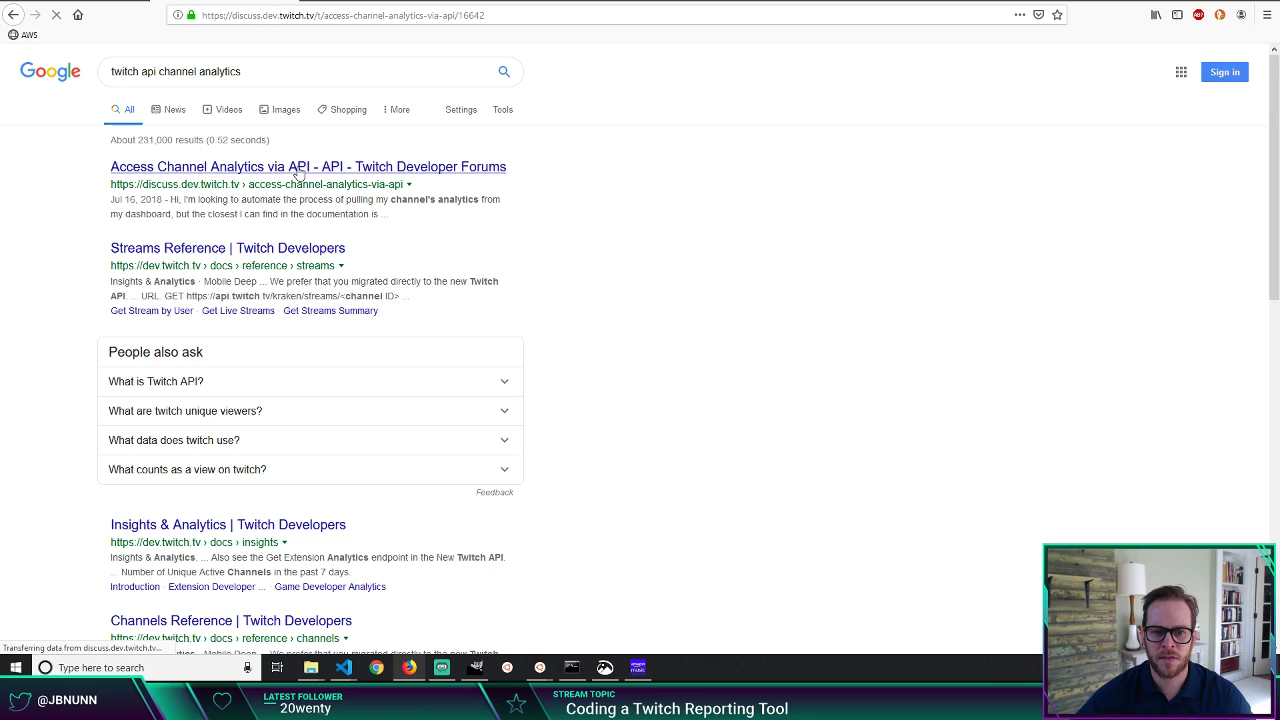 https://discuss.dev.twitch.tv/t/access-channel-analytics-via-api/16642
AWS
Google
twitch api channel analytics
Sign in
All News Videos Images Shopping More Settings Tools
About 231,000 results (0.52 seconds)
Access Channel Analytics via API - API - Twitch Developer Forums
https://discuss.dev.twitch.tv › access-channel-analytics-via-api
Jul 16, 2018 - Hi, I'm looking to automate the process of pulling my channel's analytics from
my dashboard, but the closest I can find in the documentation is ...
Streams Reference | Twitch Developers
https://dev.twitch.tv › docs › reference › streams
Insights & Analytics · Mobile Deep ... We prefer that you migrated directly to the new Twitch
API. ... URL. GET https://api.twitch.tv/kraken/streams/<channel ID> ...
Get Stream by User · Get Live Streams · Get Streams Summary
People also ask
What is Twitch API?
What are twitch unique viewers?
What data does twitch use?
What counts as a view on twitch?
Feedback
Insights & Analytics | Twitch Developers
https://dev.twitch.tv › docs › insights
Insights & Analytics. ... Also see the Get Extension Analytics endpoint in the New Twitch API.
... Number of Unique Active Channels in the past 7 days.
Introduction · Extension Developer ... · Game Developer Analytics
Channels Reference | Twitch Developers
https://dev.twitch.tv › docs › reference › channels
Transferring data from discuss.dev.twitch.tv...
Type here to search
@JBNUNN
LATEST FOLLOWER
20wenty
STREAM TOPIC
Coding a Twitch Reporting Tool